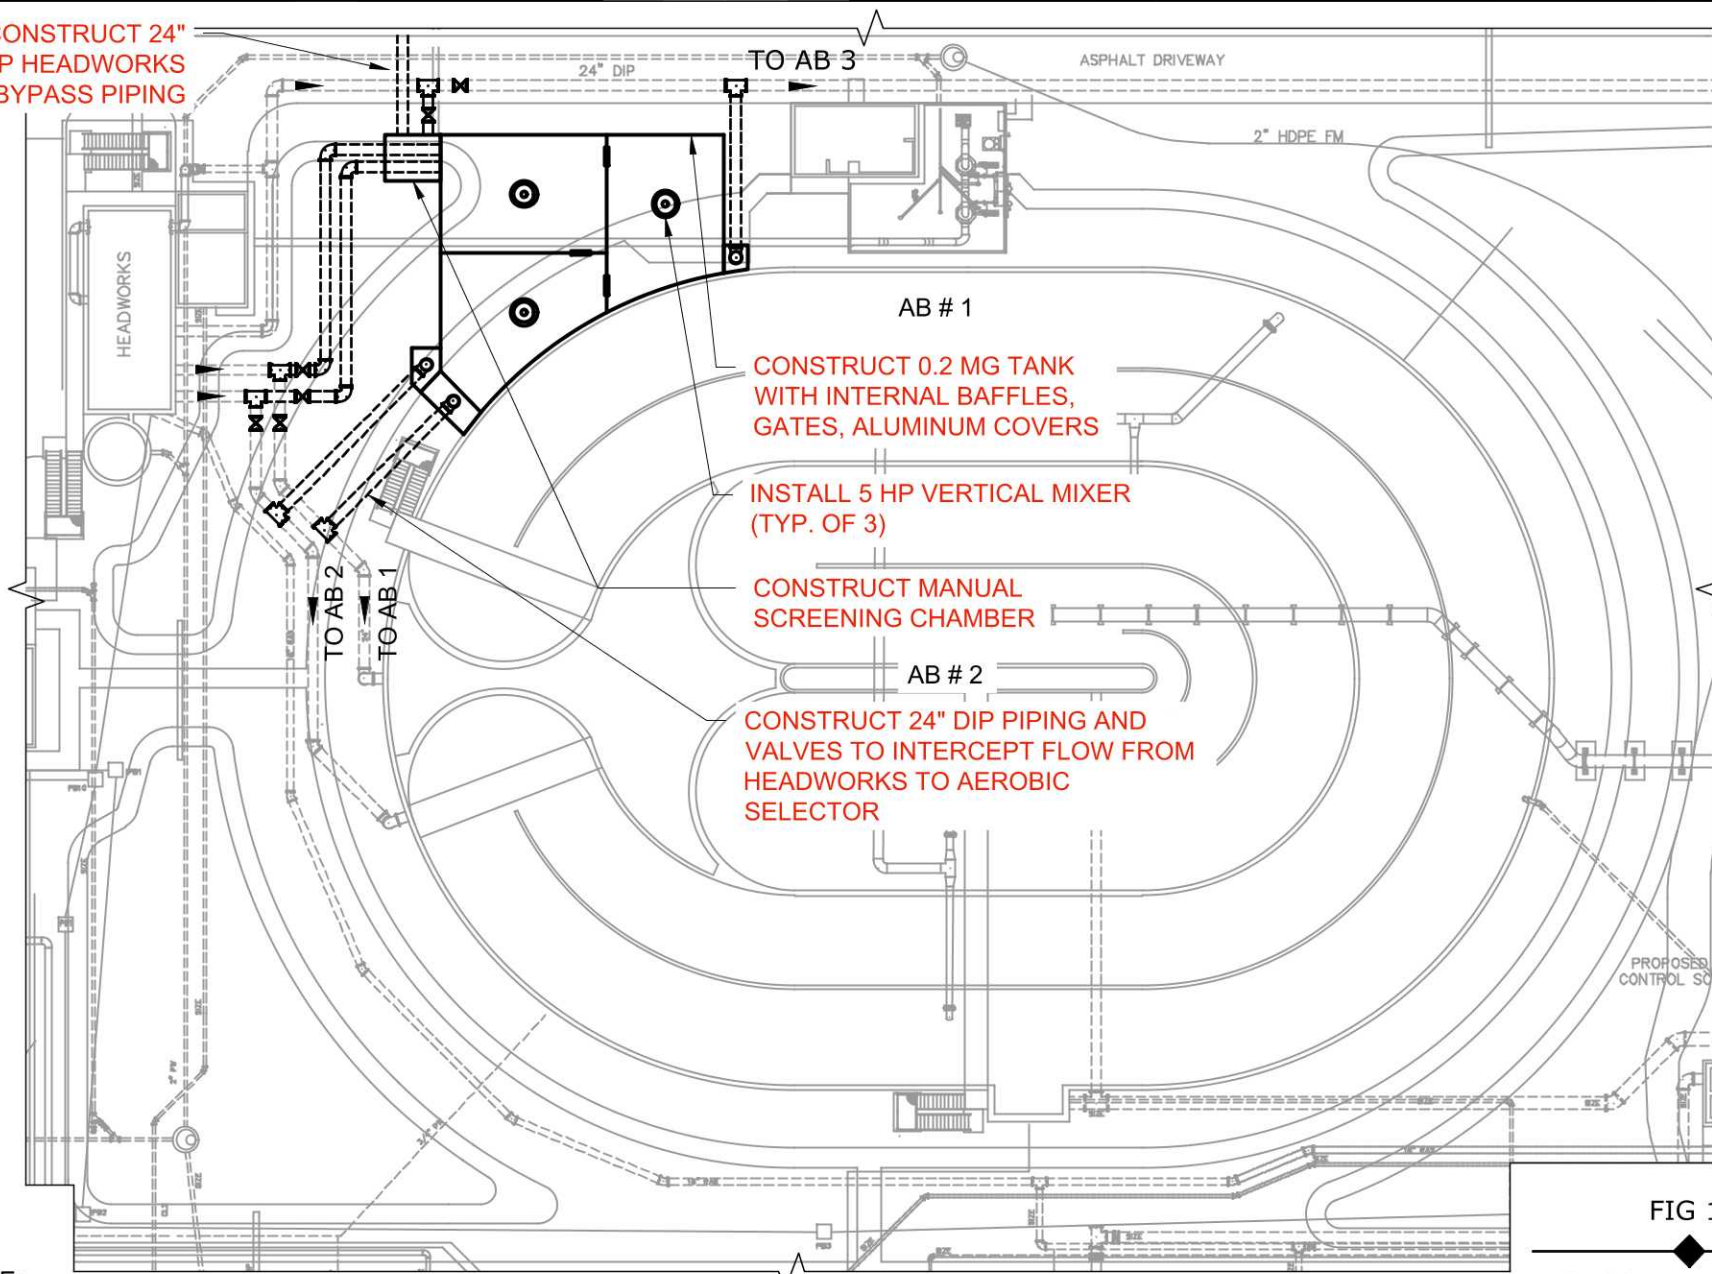 CONSTRUCT 24"
P HEADWORKS
BYPASS PIPING
24" DIP
TO AB 3
ASPHALT DRIVEWAY
2" HDPE FM
HEADWORKS
AB # 1
CONSTRUCT 0.2 MG TANK
WITH INTERNAL BAFFLES,
GATES, ALUMINUM COVERS
INSTALL 5 HP VERTICAL MIXER
(TYP. OF 3)
CONSTRUCT MANUAL
SCREENING CHAMBER
TO AB 2
TO AB 1
AB # 2
CONSTRUCT 24" DIP PIPING AND
VALVES TO INTERCEPT FLOW FROM
HEADWORKS TO AEROBIC
SELECTOR
PROPOSED
CONTROL
FIG 1